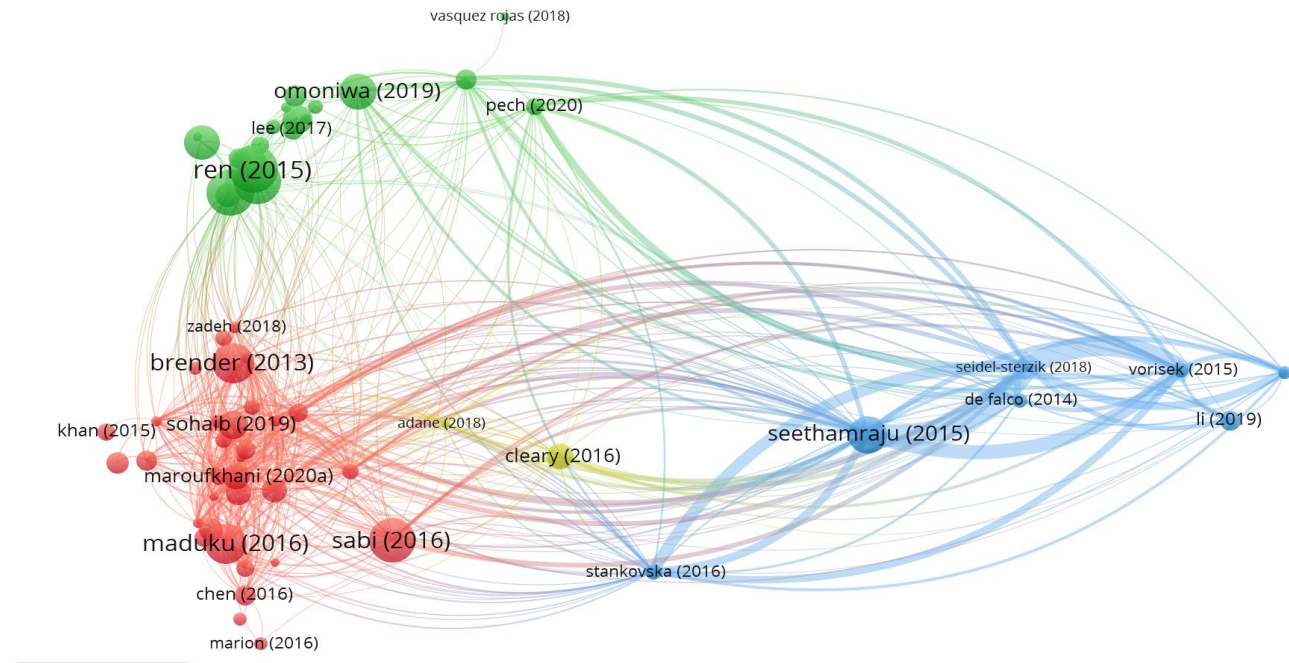 vasquez rojas (2018)
omoniwa (2019)
pech (2020)
lee (2017)
ren (2015)
zadeh (2018)
brender (2013)
seidel-sterzik (2018)
vorisek (2015)
de falco (2014)
li (2019)
khan (2015)
sohaib (2019)
adane (2018)
seethamraju (2015)
cleary (2016)
maroufkhani (2020a)
maduku (2016)
sabi (2016)
stankovska (2016)
chen (2016)
marion (2016)